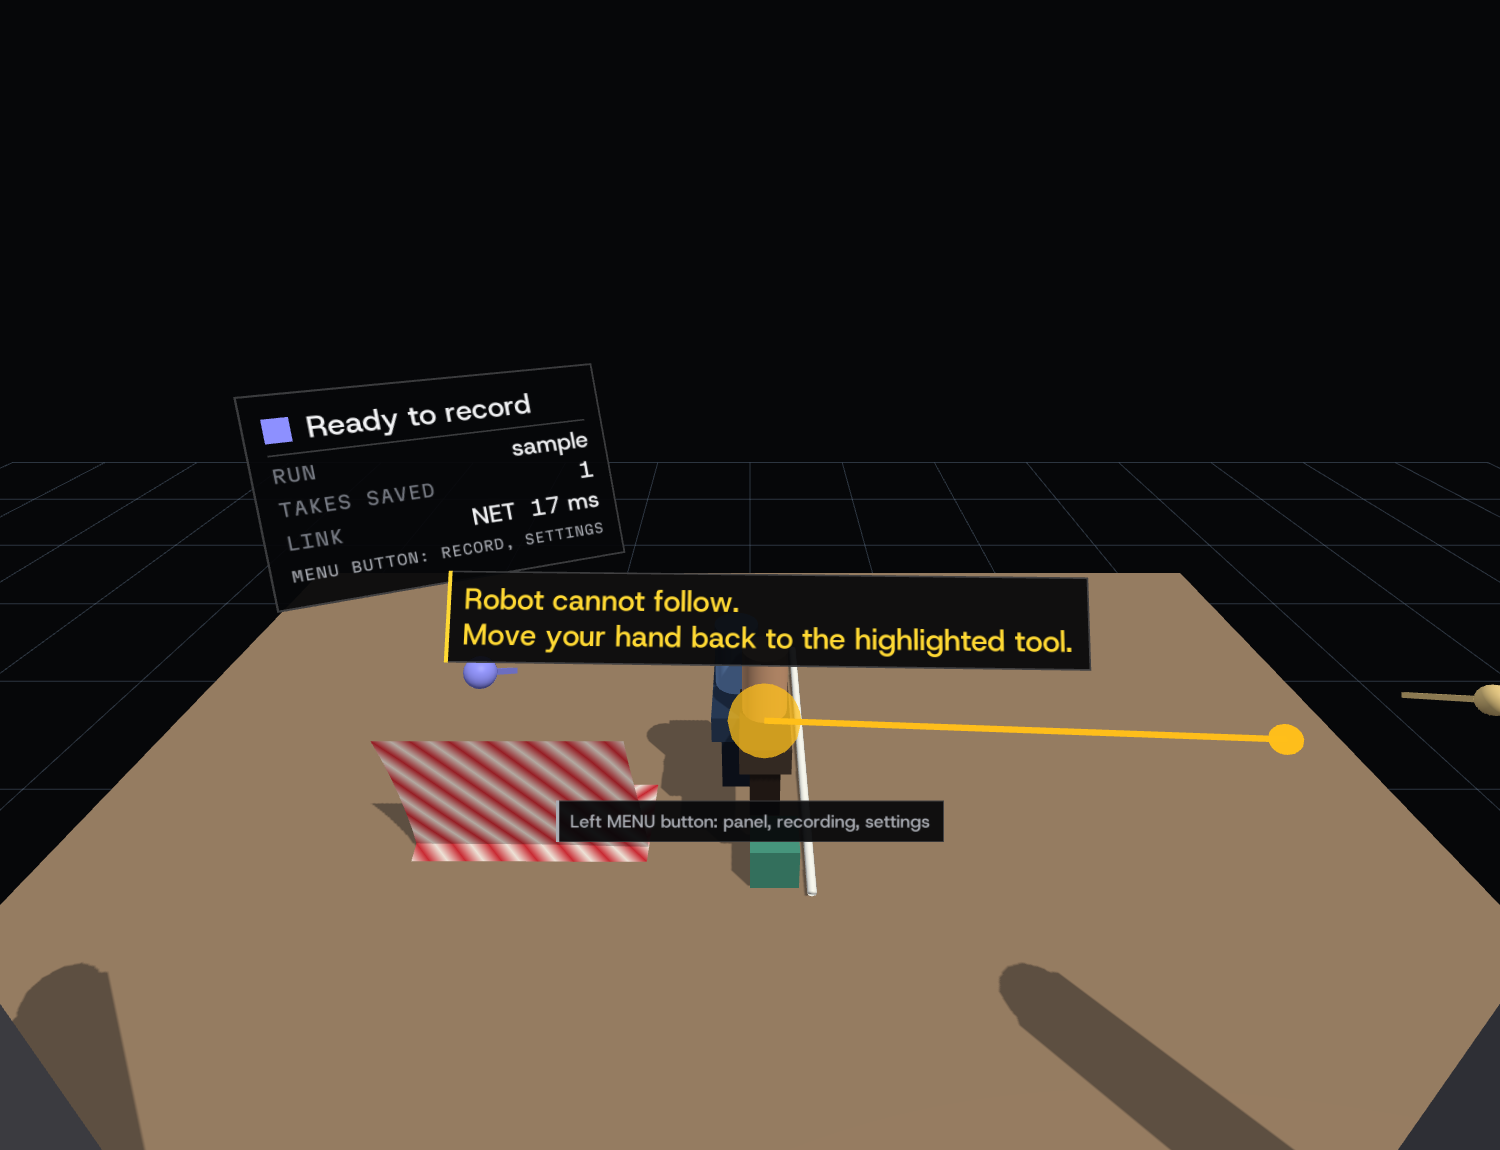 Ready to record
RUN sample
TAKES SAVED 1
LINK NET 17 ms
MENU BUTTON: RECORD, SETTINGS
Robot cannot follow.
Move your hand back to the highlighted tool.
Left MENU button: panel, recording, settings